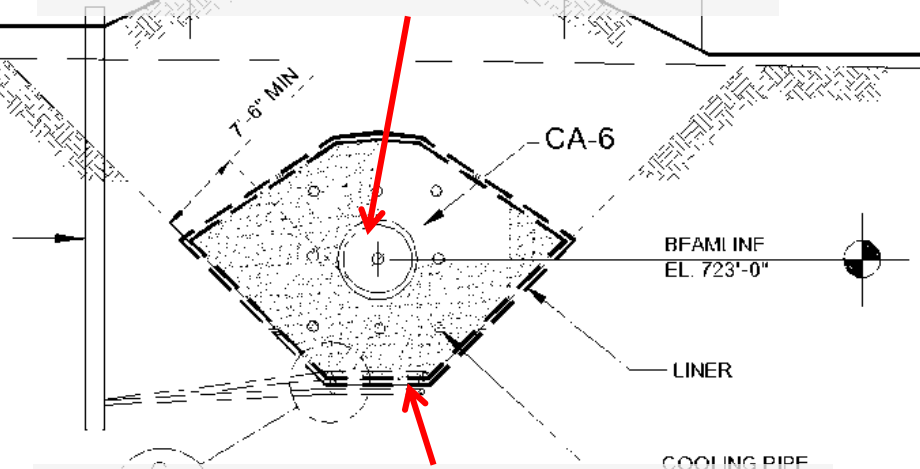 7'-6" MIN
CA-6
BEAMLINE
EL. 723'-0"
LINER
COOLING PIPE